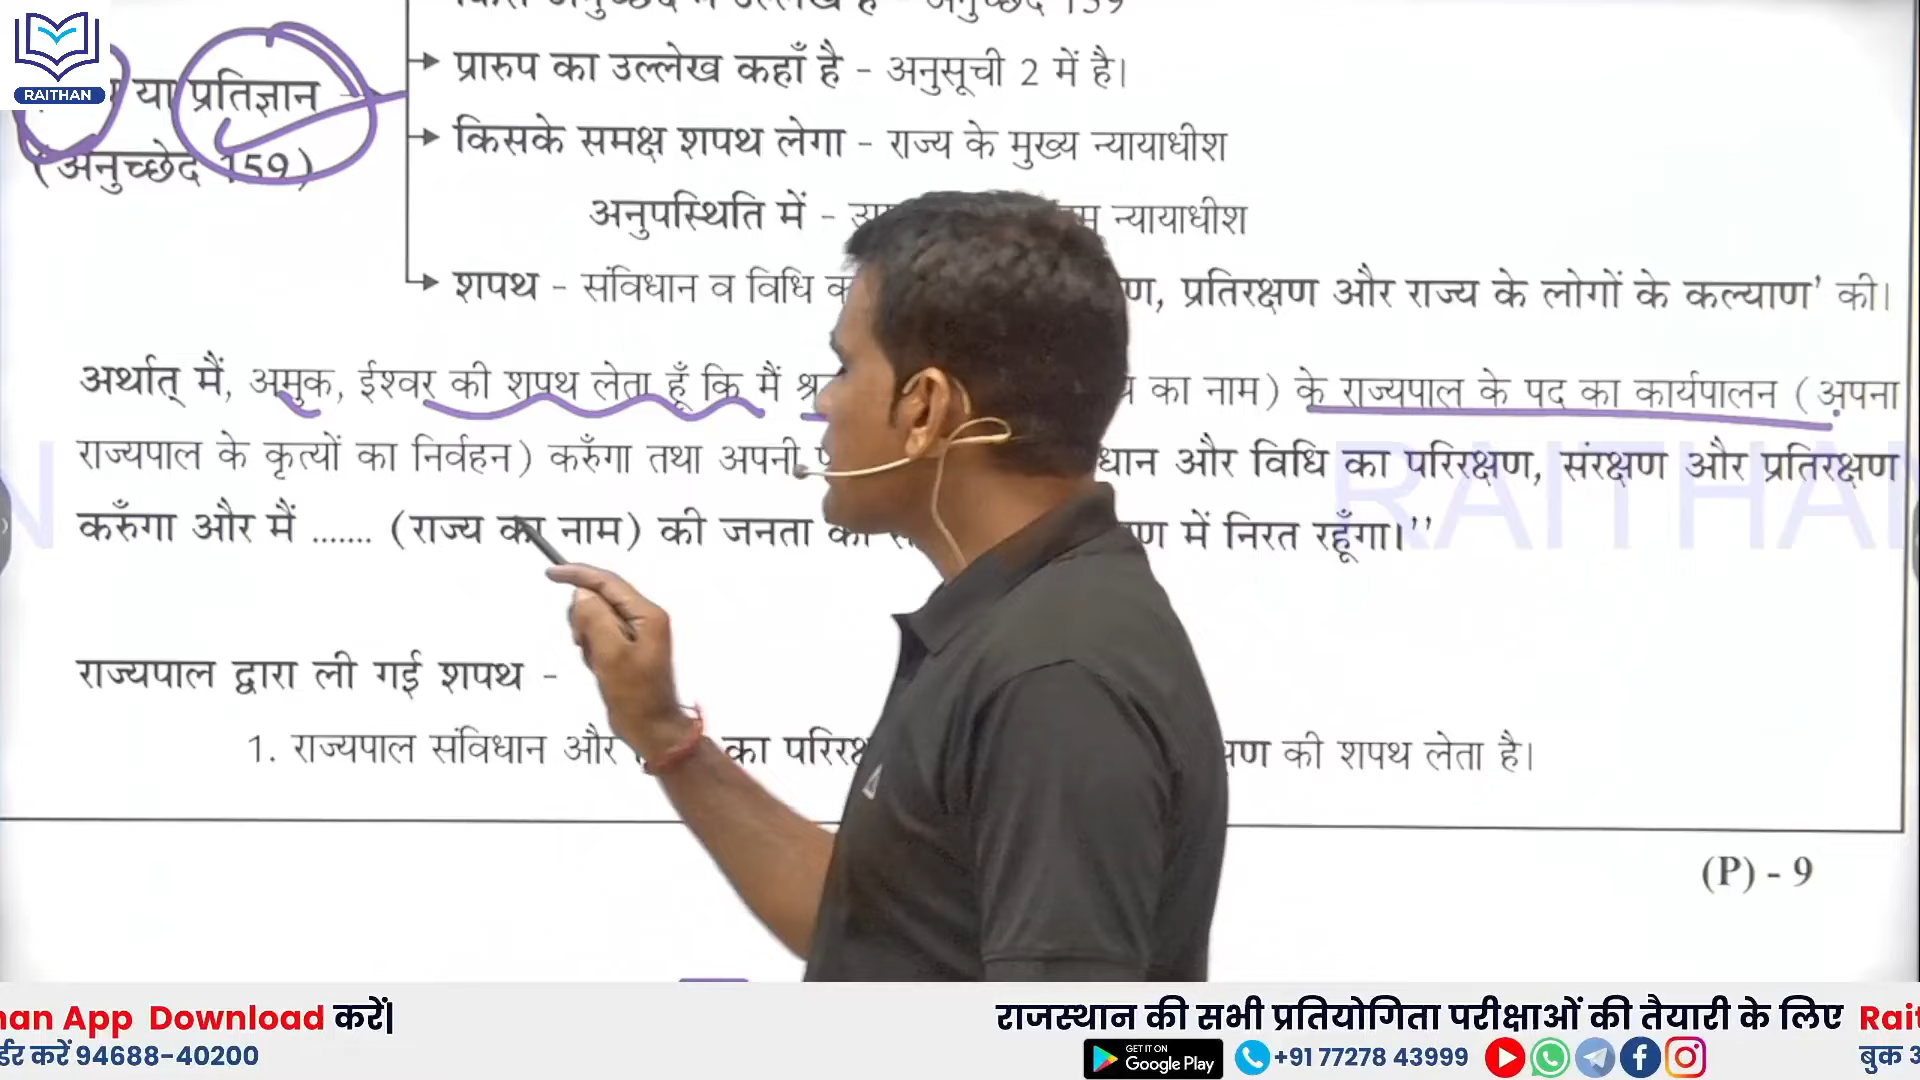 RAITHAN
या प्रतिज्ञान
(अनुच्छेद 159)
प्रारुप का उल्लेख कहाँ है - अनुसूची 2 में है।
किसके समक्ष शपथ लेगा - राज्य के मुख्य न्यायाधीश
अनुपस्थिति में - न्यायाधीश
शपथ - संविधान व विधि प्रतिरक्षण और राज्य के लोगों के कल्याण' की।
अर्थात् मैं, अमुक, ईश्वर की शपथ लेता हूँ कि मैं का नाम) के राज्यपाल के पद का कार्यपालन (अपना
राज्यपाल के कृत्यों का निर्वहन) करुँगा तथा अपनी और विधि का परिरक्षण, संरक्षण और प्रतिरक्षण
करुँगा और मैं ....... (राज्य का नाम) की जनता में निरत रहूँगा।’’
राज्यपाल द्वारा ली गई शपथ -
1. राज्यपाल संविधान और का की शपथ लेता है।
(P) - 9
App Download करें|
राजस्थान की सभी प्रतियोगिता परीक्षाओं की तैयारी के लिए
करें 94688-40200
GET IT ON
Google Play
+91 77278 43999
बुक